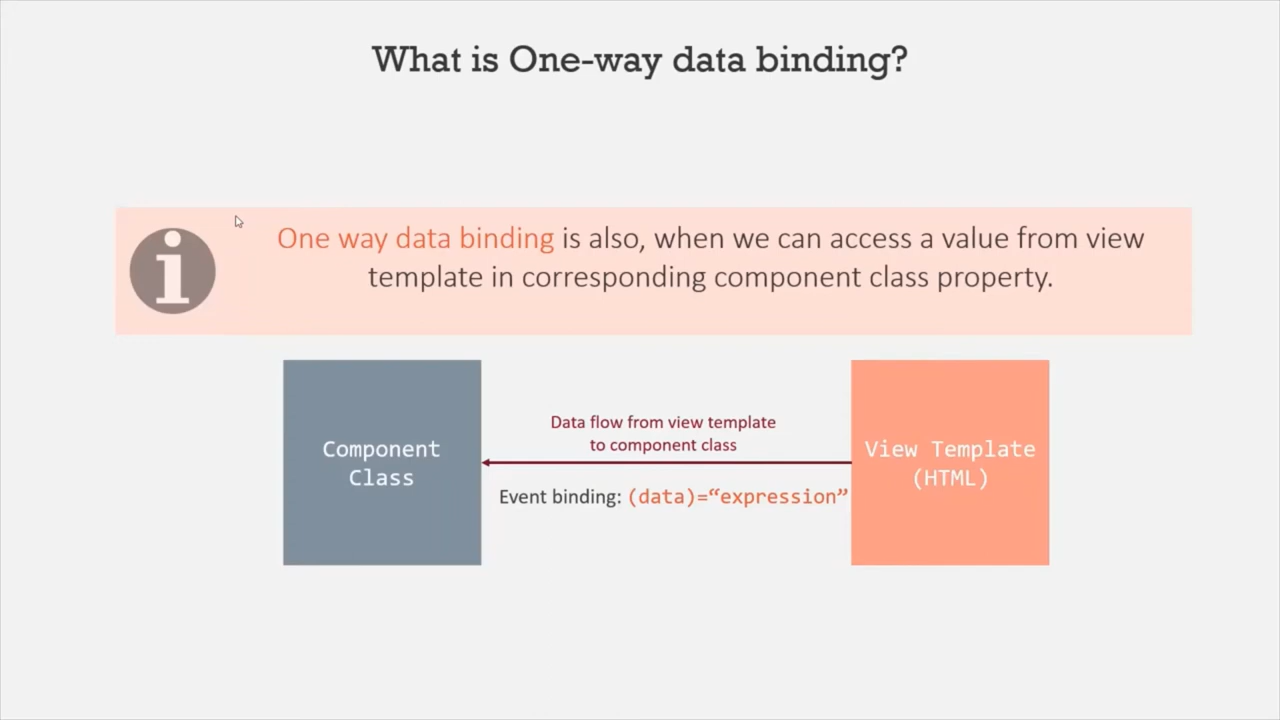 What is One-way data binding?
One way data binding is also, when we can access a value from view
template in corresponding component class property.
Component
Class
Data flow from view template
to component class
Event binding: (data)=“expression”
View Template
(HTML)